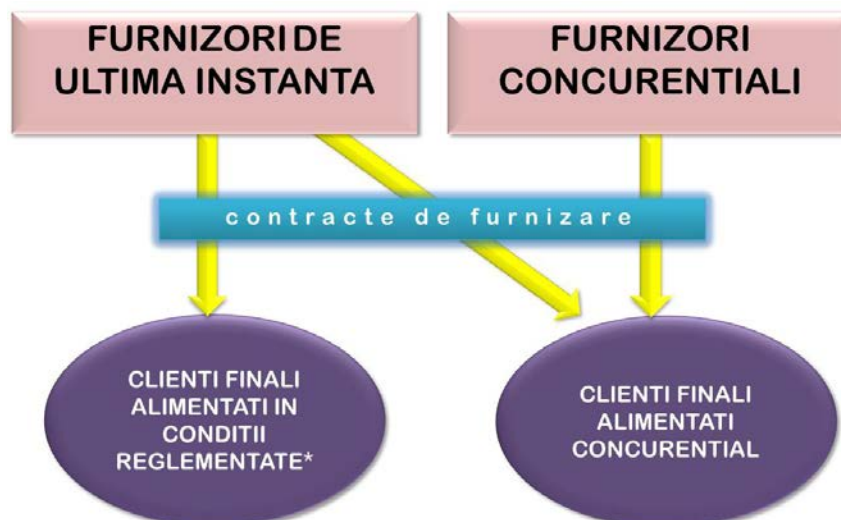 FURNIZORI DE
ULTIMA INSTANTA
FURNIZORI
CONCURENTIALI
contracte de furnizare
CLIENTI FINALI
ALIMENTATI IN
CONDITII
REGLEMENTATE*
CLIENTI FINALI
ALIMENTATI
CONCURENTIAL